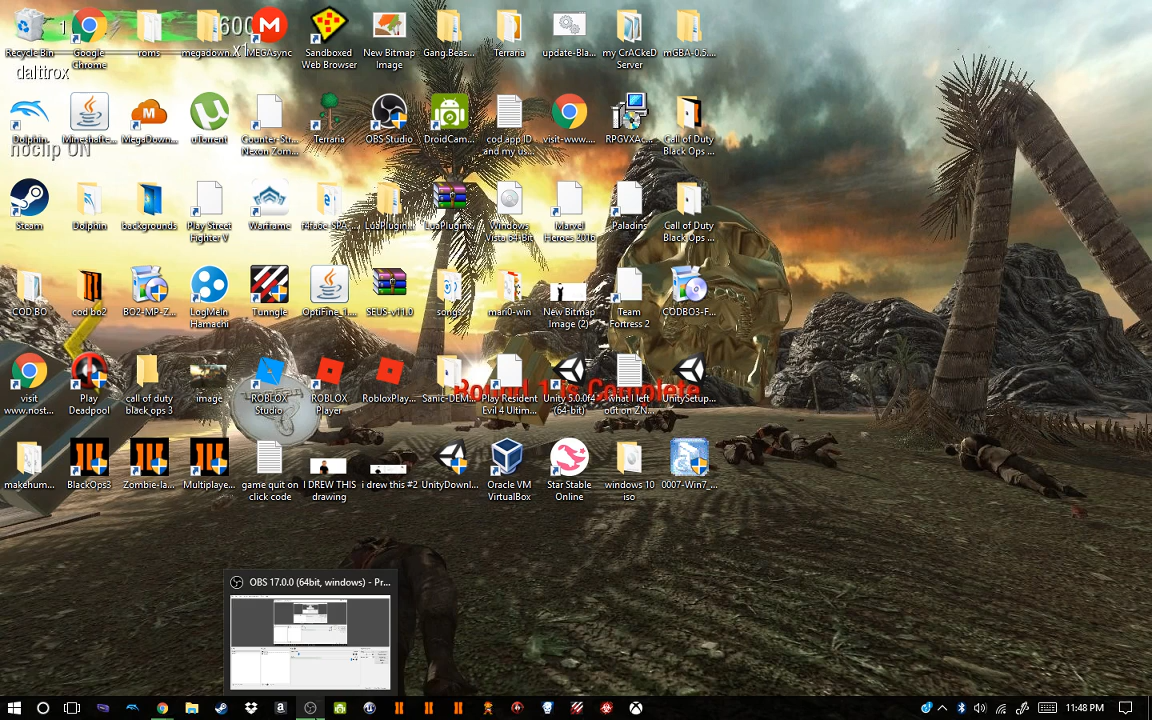 1
600
x 1
Recycle Bin
Google Chrome
roms
megadown...
MEGAsync
Sandboxed Web Browser
New Bitmap Image
Gang.Beas...
Terraria
update-Bla...
my CrACkeD Server
mGBA-0.5....
daltirox
Dolphin
Mineshafte...
MegaDown...
uTorrent
Counter-Str... Nexon Zom...
Terraria
OBS Studio
DroidCam...
cod app ID and my us...
visit-www....
RPGVXAc...
Call of Duty Black Ops ...
noclip ON
Steam
Dolphin
backgrounds
Play Street Fighter V
Warframe
LuaPlugin...
LuaPlugin...
Windows Vista 64-Bit
Marvel Heroes 2016
Paladins
Call of Duty Black Ops ...
COD.BO
cod bo2
BO2-MP-Z...
LogMeIn Hamachi
Tunngle
OptiFine_1....
SEUS-v11.0
songs
mari0-win
New Bitmap Image (2)
Team Fortress 2
CODBO3-F...
Round 1 is Complete
visit www.nost...
Play Deadpool
call of duty black ops 3
image
ROBLOX Studio
ROBLOX Player
RobloxPlay...
Sanic-DEM...
Play Resident Evil 4 Ultim...
Unity 5.0.0f4 (64-bit)
what I left out on ZN...
UnitySetup...
makehum...
BlackOps3
Zombie-la...
Multiplaye...
game quit on click code
I DREW THIS drawing
i drew this #2
UnityDownl...
Oracle VM VirtualBox
Star Stable Online
windows 10 iso
0007-Win7_...
OBS 17.0.0 (64bit, windows) - Pr...
11:48 PM